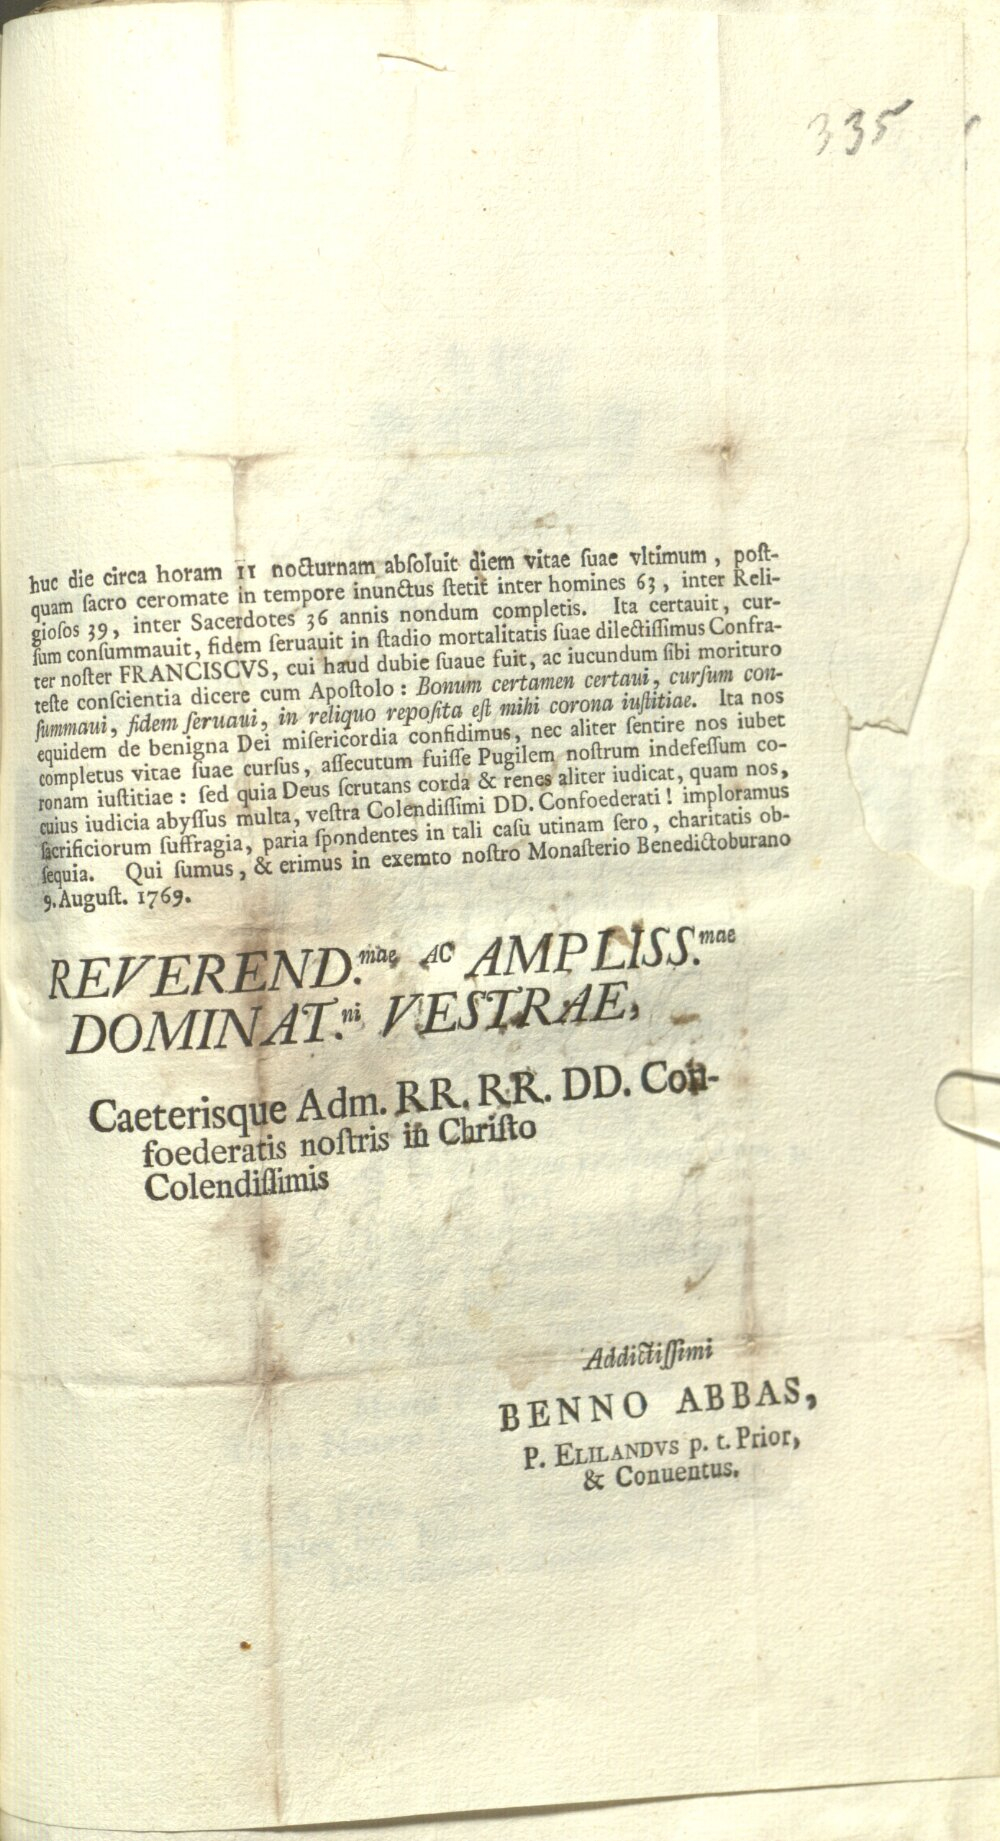 335
huc die circa horam 11 nocturnam abſoluit diem vitae ſuae vltimum, poſt-
quam ſacro ceromate in tempore inunctus ſtetit inter homines 63, inter Reli-
gioſos 39, inter Sacerdotes 36 annis nondum completis. Ita certauit, cur-
ſum conſummauit, fidem ſeruauit in ſtadio mortalitatis ſuae dilectiſſimus Confra-
ter noſter FRANCISCVS, cui haud dubie ſuaue fuit, ac iucundum ſibi morituro
teſte conſcientia dicere cum Apoſtolo: Bonum certamen certaui, curſum con-
ſummaui, fidem ſeruaui, in reliquo repoſita eſt mihi corona iuſtitiae. Ita nos
equidem de benigna Dei miſericordia confidimus, nec aliter ſentire nos iubet
completus vitae ſuae curſus, aſſecutum fuiſſe Pugilem noſtrum indefeſſum co-
ronam iuſtitiae: ſed quia Deus ſcrutans corda & renes aliter iudicat, quam nos,
cuius iudicia abyſſus multa, veſtra Colendiſſimi DD. Confoederati! imploramus
ſacrificiorum ſuffragia, paria ſpondentes in tali caſu utinam ſero, charitatis ob-
ſequia. Qui ſumus, & erimus in exemto noſtro Monaſterio Benedictoburano
9. Auguſt. 1769.
REVEREND.mae AC AMPLISS.mae
DOMINAT.ni VESTRAE,
Caeterisque Adm. RR. RR. DD. Con-
foederatis noſtris in Chriſto
Colendiſſimis
Addictiſſimi
BENNO ABBAS,
P. ELILANDVS p. t. Prior,
& Conuentus.